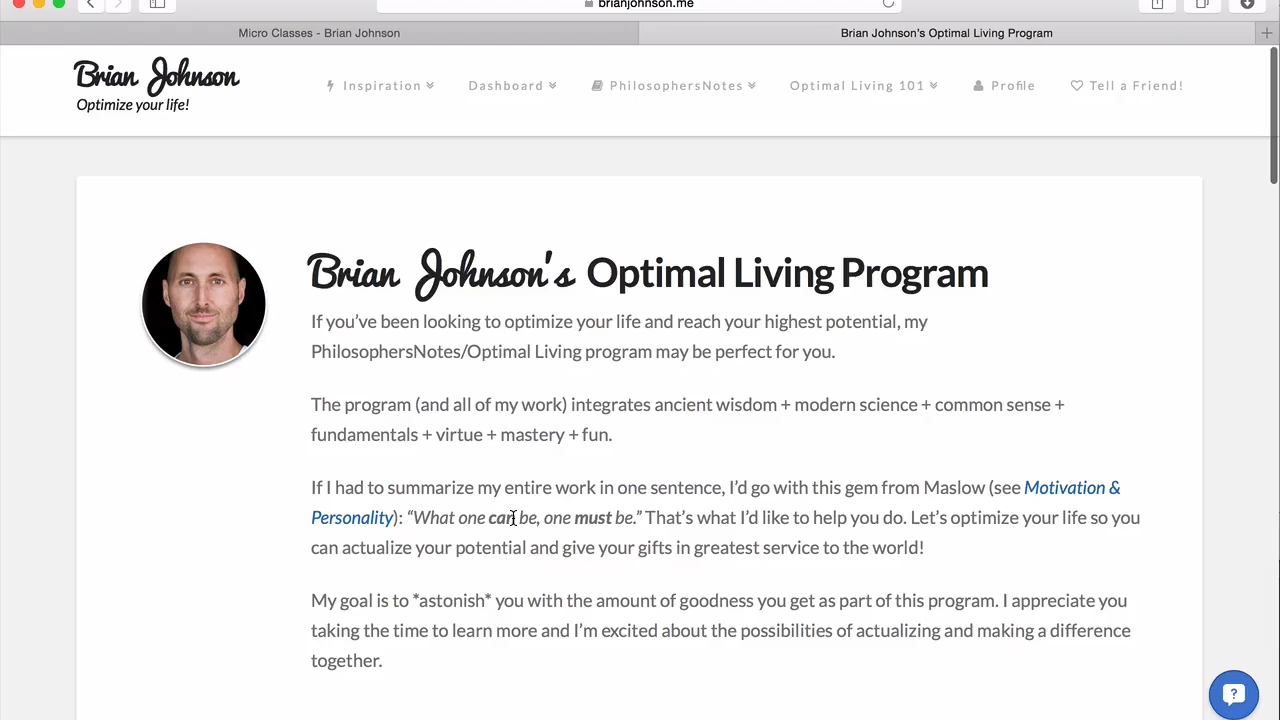 brianjohnson.me
Micro Classes - Brian Johnson
Brian Johnson's Optimal Living Program
Brian Johnson
Optimize your life!
Inspiration
Dashboard
PhilosophersNotes
Optimal Living 101
Profile
Tell a Friend!
Brian Johnson's Optimal Living Program
If you’ve been looking to optimize your life and reach your highest potential, my
PhilosophersNotes/Optimal Living program may be perfect for you.
The program (and all of my work) integrates ancient wisdom + modern science + common sense +
fundamentals + virtue + mastery + fun.
If I had to summarize my entire work in one sentence, I’d go with this gem from Maslow (see Motivation &
Personality): “What one can be, one must be.” That’s what I’d like to help you do. Let’s optimize your life so you
can actualize your potential and give your gifts in greatest service to the world!
My goal is to *astonish* you with the amount of goodness you get as part of this program. I appreciate you
taking the time to learn more and I’m excited about the possibilities of actualizing and making a difference
together.